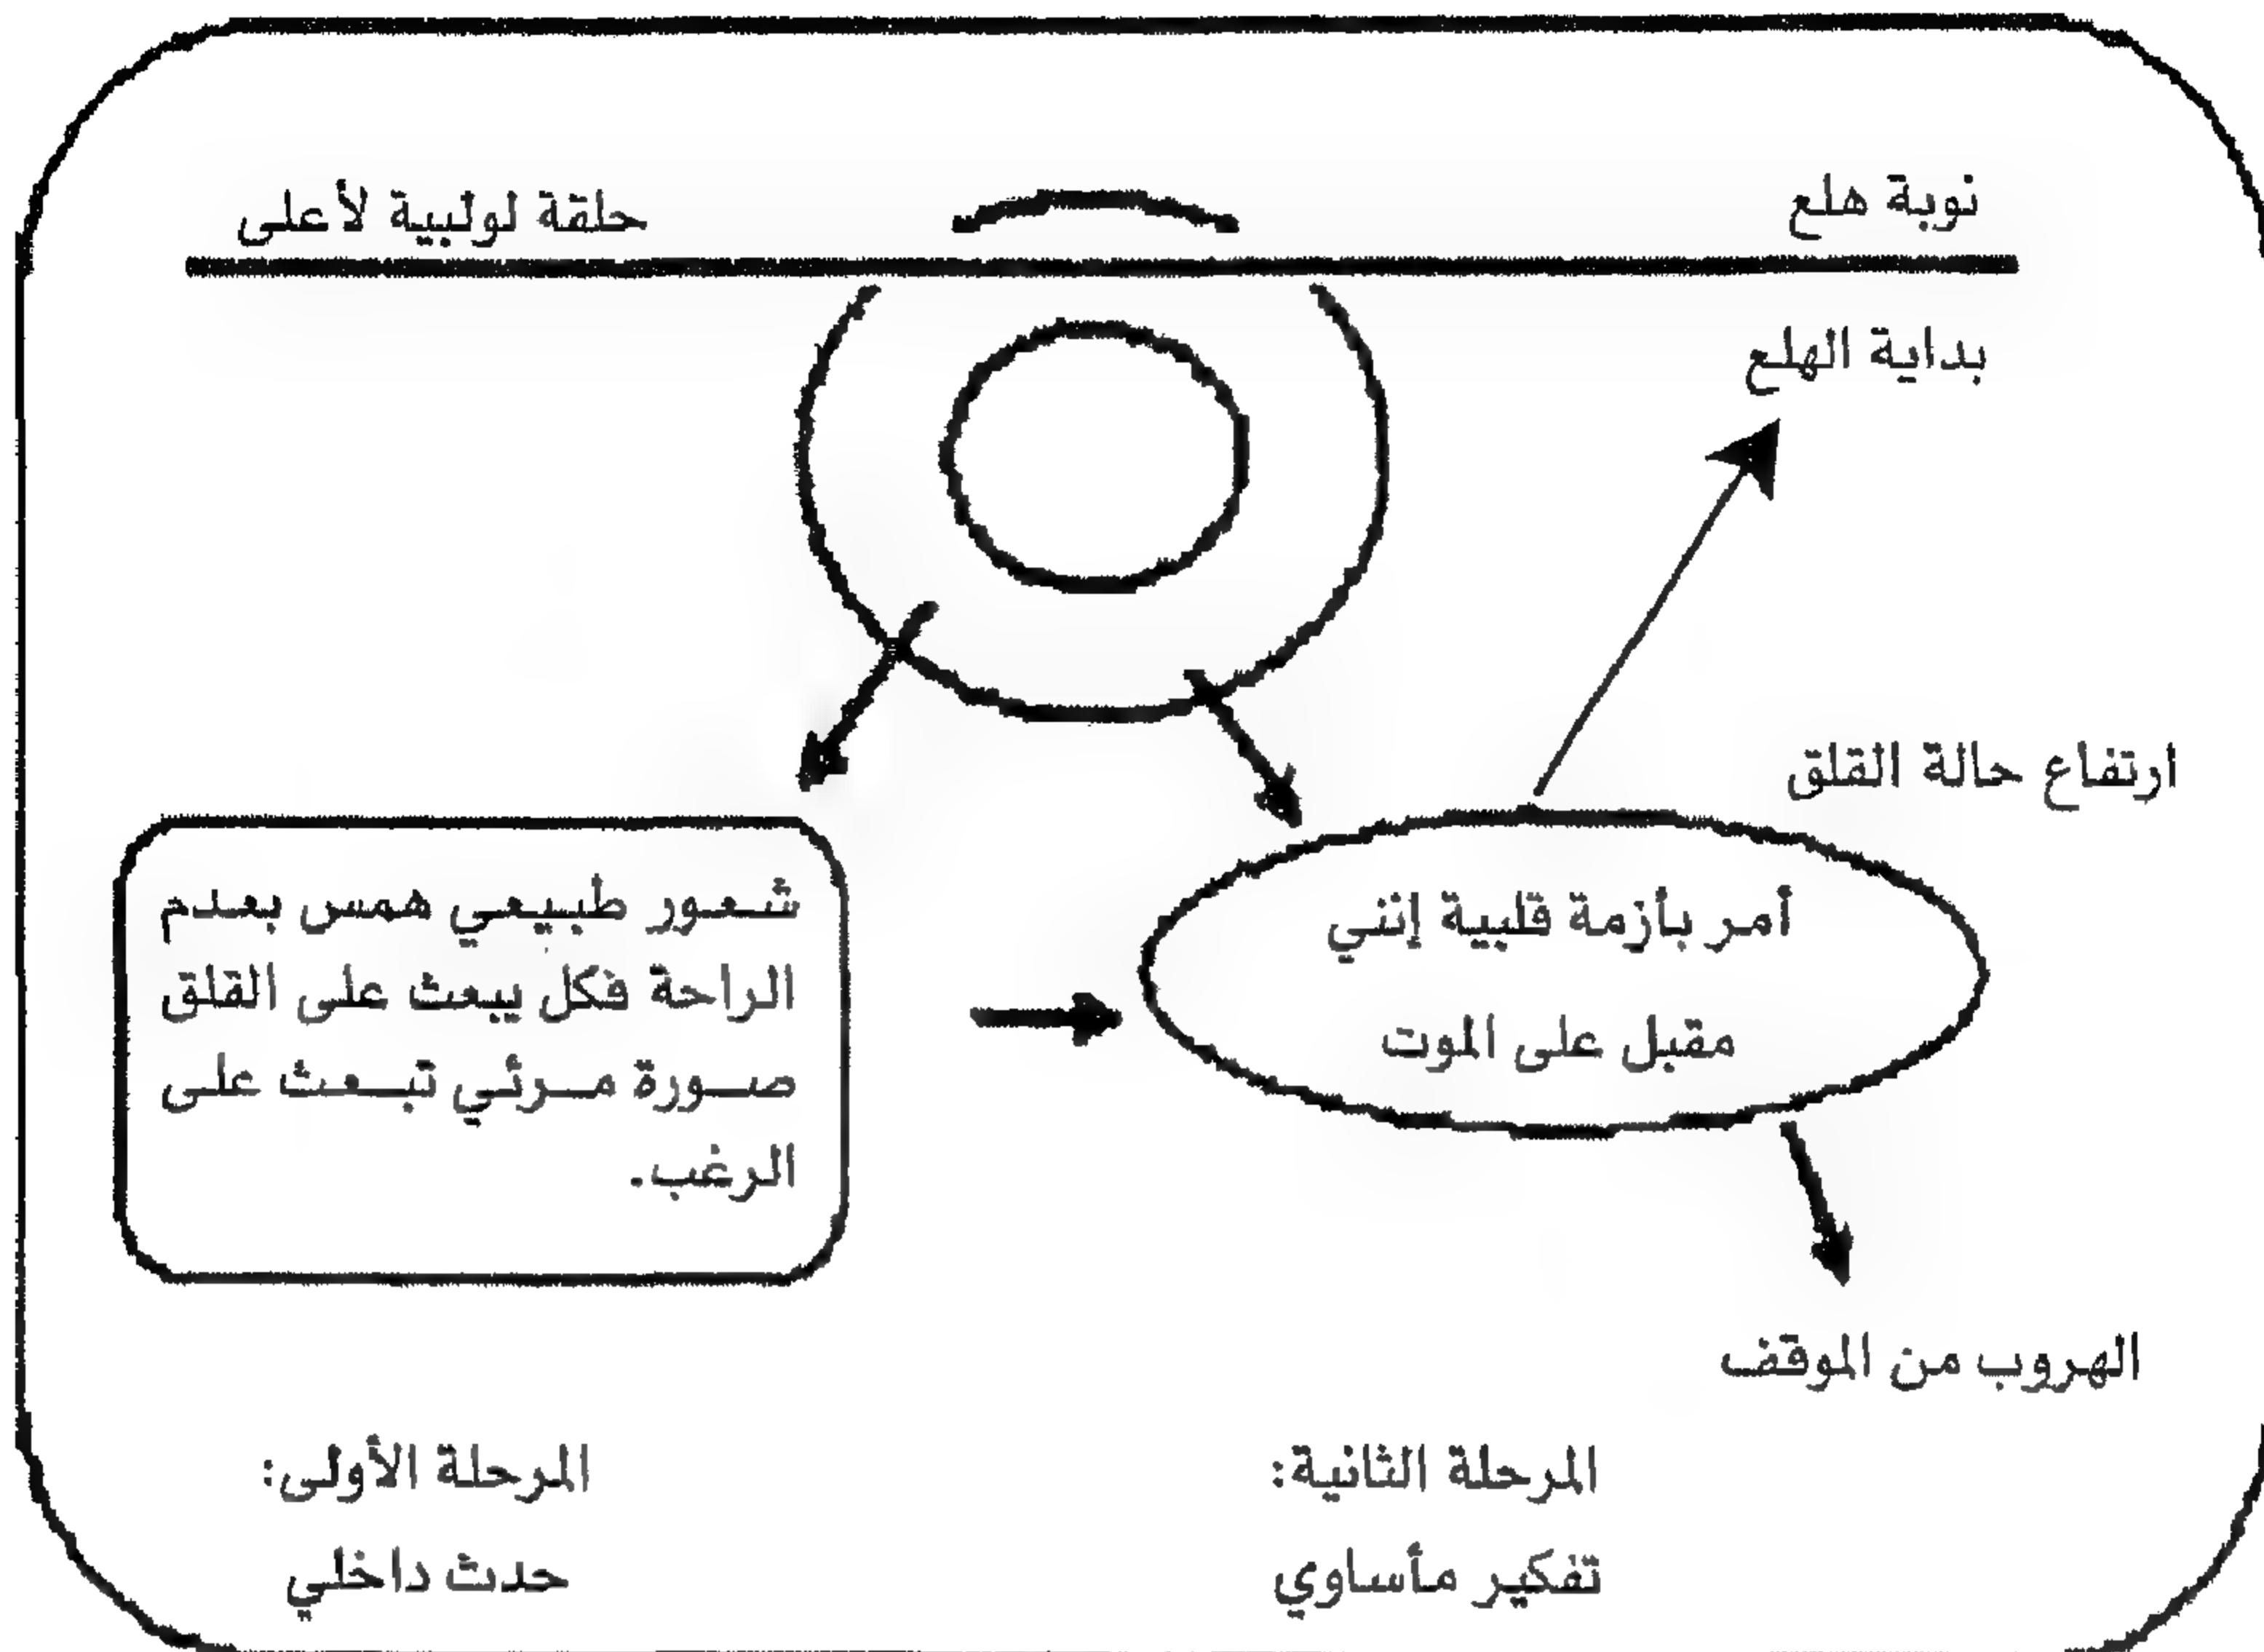 نوبة هلع
حلقة لولبية لأعلى
بداية الهلع
ارتفاع حالة القلق
أمر بأزمة قلبية إنني
مقبل على الموت
شعور طبيعي همس بعدم
الراحة فكل يبعث على القلق
صورة مرئي تبعث على
الرغب.
الهروب من الموقف
المرحلة الأولى:
حدث داخلي
المرحلة الثانية:
تفكير مأساوي